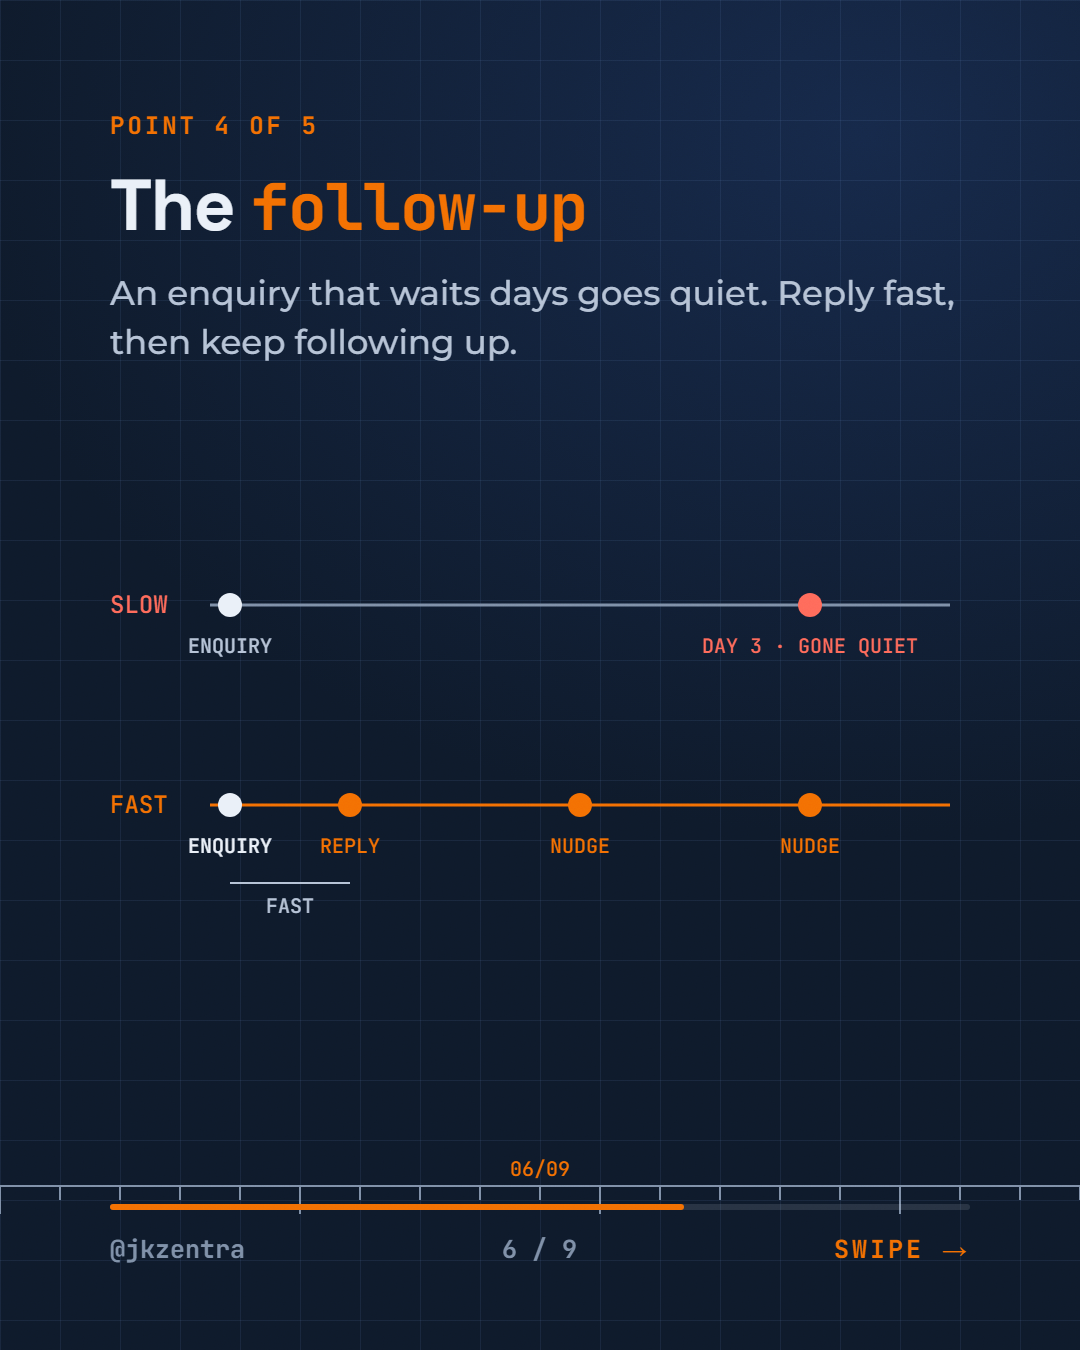 POINT 4 OF 5
The follow-up
An enquiry that waits days goes quiet. Reply fast,
then keep following up.
SLOW
ENQUIRY
DAY 3 · GONE QUIET
FAST
ENQUIRY
REPLY
NUDGE
NUDGE
FAST
06/09
@jkzentra
6 / 9
SWIPE →